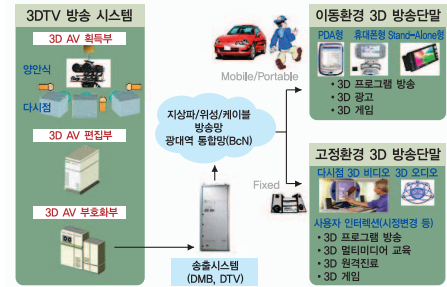 3DTV 방송 시스템
3D AV 획득부
양안식
다시점
3D AV 편집부
3D AV 부호화부
Mobile/Portable
지상파/위성/케이블
방송망
광대역 통합망(BcN)
Fixed
송출시스템
(DMB, DTV)
이동환경 3D 방송단말
PDA형 휴대폰형 Stand-Alone형
• 3D 프로그램 방송
• 3D 광고
• 3D 게임
고정환경 3D 방송단말
다시점 3D 비디오 3D 오디오
사용자 인터렉션(시점변경 등)
• 3D 프로그램 방송
• 3D 멀티미디어 교육
• 3D 원격진료
• 3D 게임